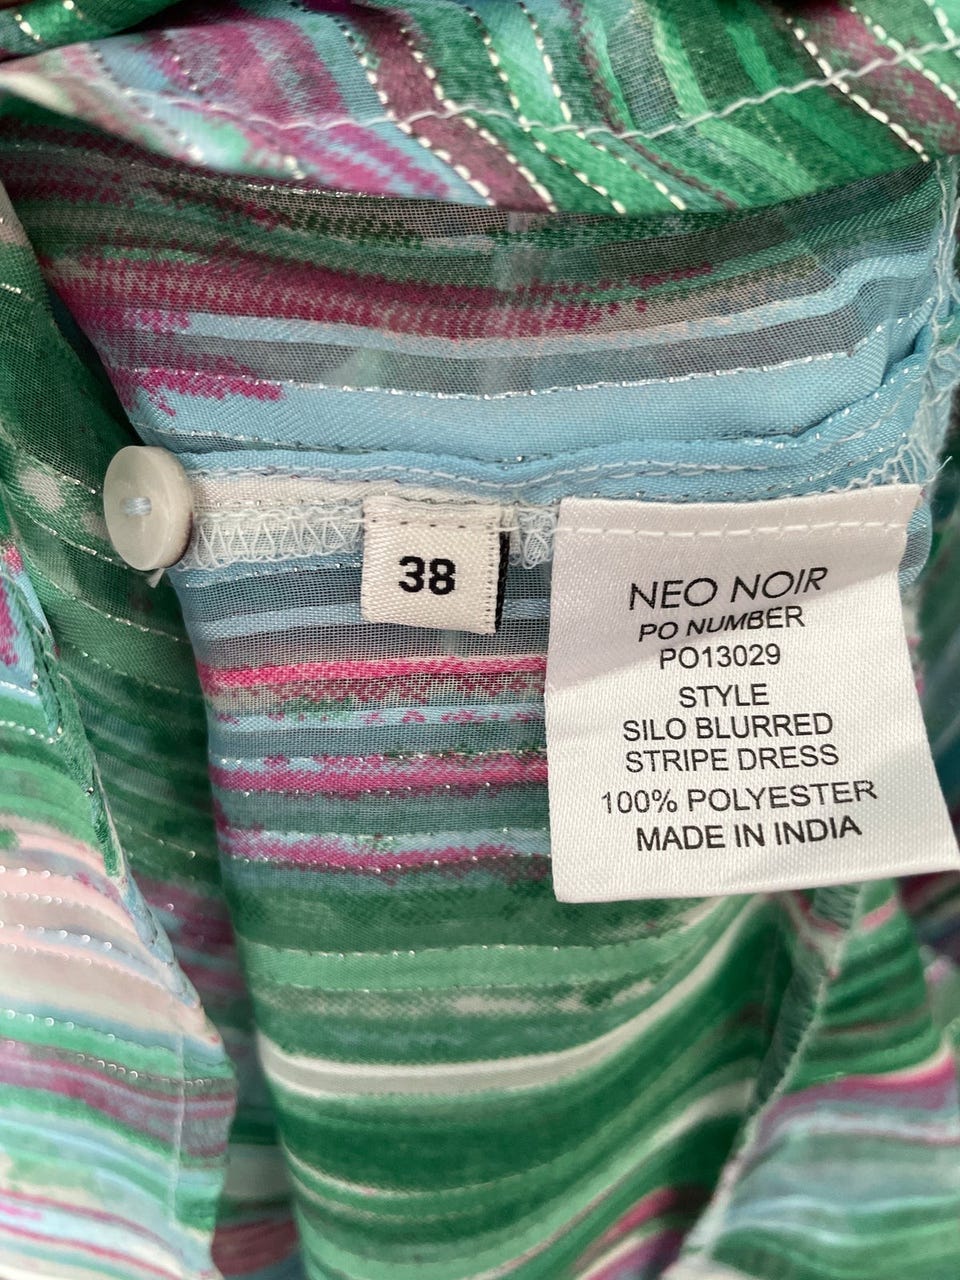 38
NEO NOIR
PO NUMBER
PO13029
STYLE
SILO BLURRED
STRIPE DRESS
100% POLYESTER
MADE IN INDIA